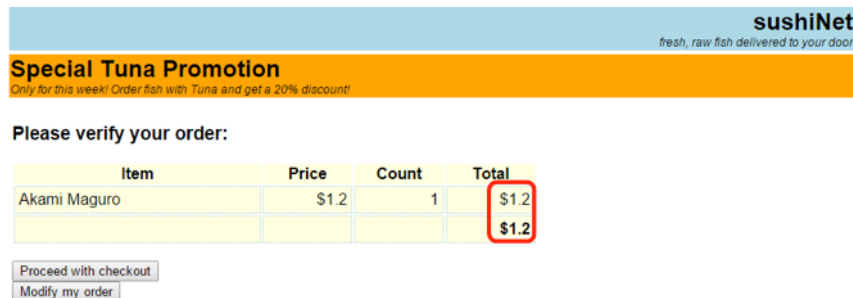 sushiNet
fresh, raw fish delivered to your door
Special Tuna Promotion
Only for this week! Order fish with Tuna and get a 20% discount!
Please verify your order:
Item Price Count Total
Akami Maguro $1.2 1 $1.2
$1.2
Proceed with checkout
Modify my order